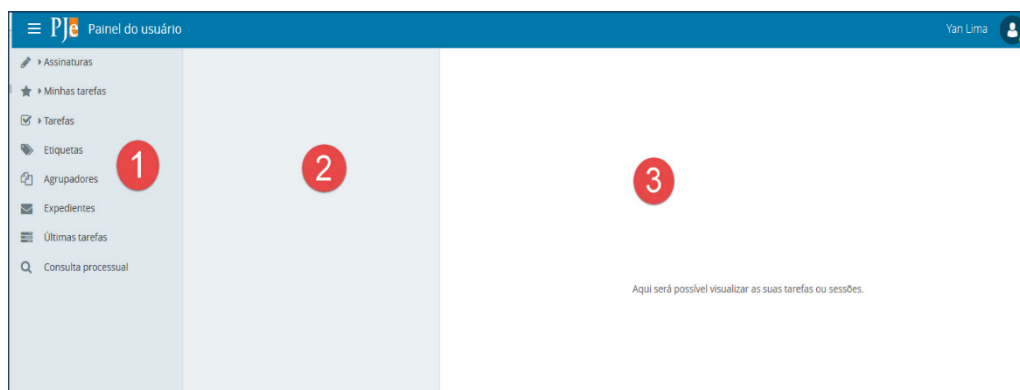 PJe Painel do usuário Yan Lima
Assinaturas
Minhas tarefas
Tarefas
Etiquetas
1
2
3
Agrupadores
Expedientes
Últimas tarefas
Consulta processual
Aqui será possível visualizar as suas tarefas ou sessões.